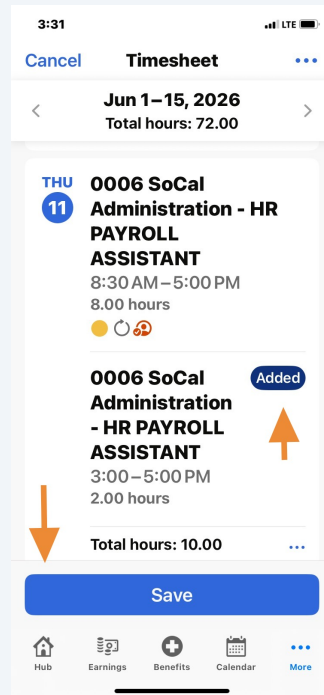 3:31
LTE
Cancel
Timesheet
Jun 1–15, 2026
Total hours: 72.00
THU
11
0006 SoCal
Administration - HR
PAYROLL
ASSISTANT
8:30 AM – 5:00 PM
8.00 hours
0006 SoCal
Added
Administration
- HR PAYROLL
ASSISTANT
3:00 – 5:00 PM
2.00 hours
Total hours: 10.00
Save
Hub
Earnings
Benefits
Calendar
More